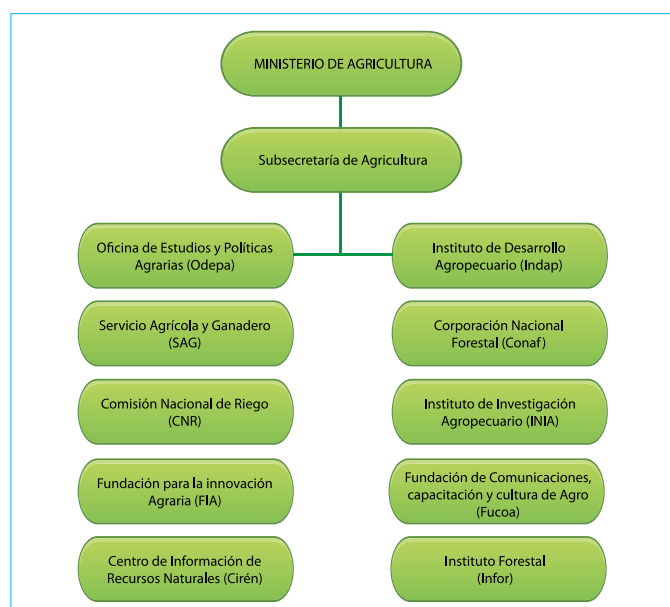 MINISTERIO DE AGRICULTURA
Subsecretaría de Agricultura
Oficina de Estudios y Políticas
Agrarias (Odepa)
Instituto de Desarrollo
Agropecuario (Indap)
Servicio Agrícola y Ganadero
(SAG)
Corporación Nacional
Forestal (Conaf)
Comisión Nacional de Riego
(CNR)
Instituto de Investigación
Agropecuario (INIA)
Fundación para la innovación
Agraria (FIA)
Fundación de Comunicaciones,
capacitación y cultura de Agro
(Fucoa)
Centro de Información de
Recursos Naturales (Cirén)
Instituto Forestal
(Infor)